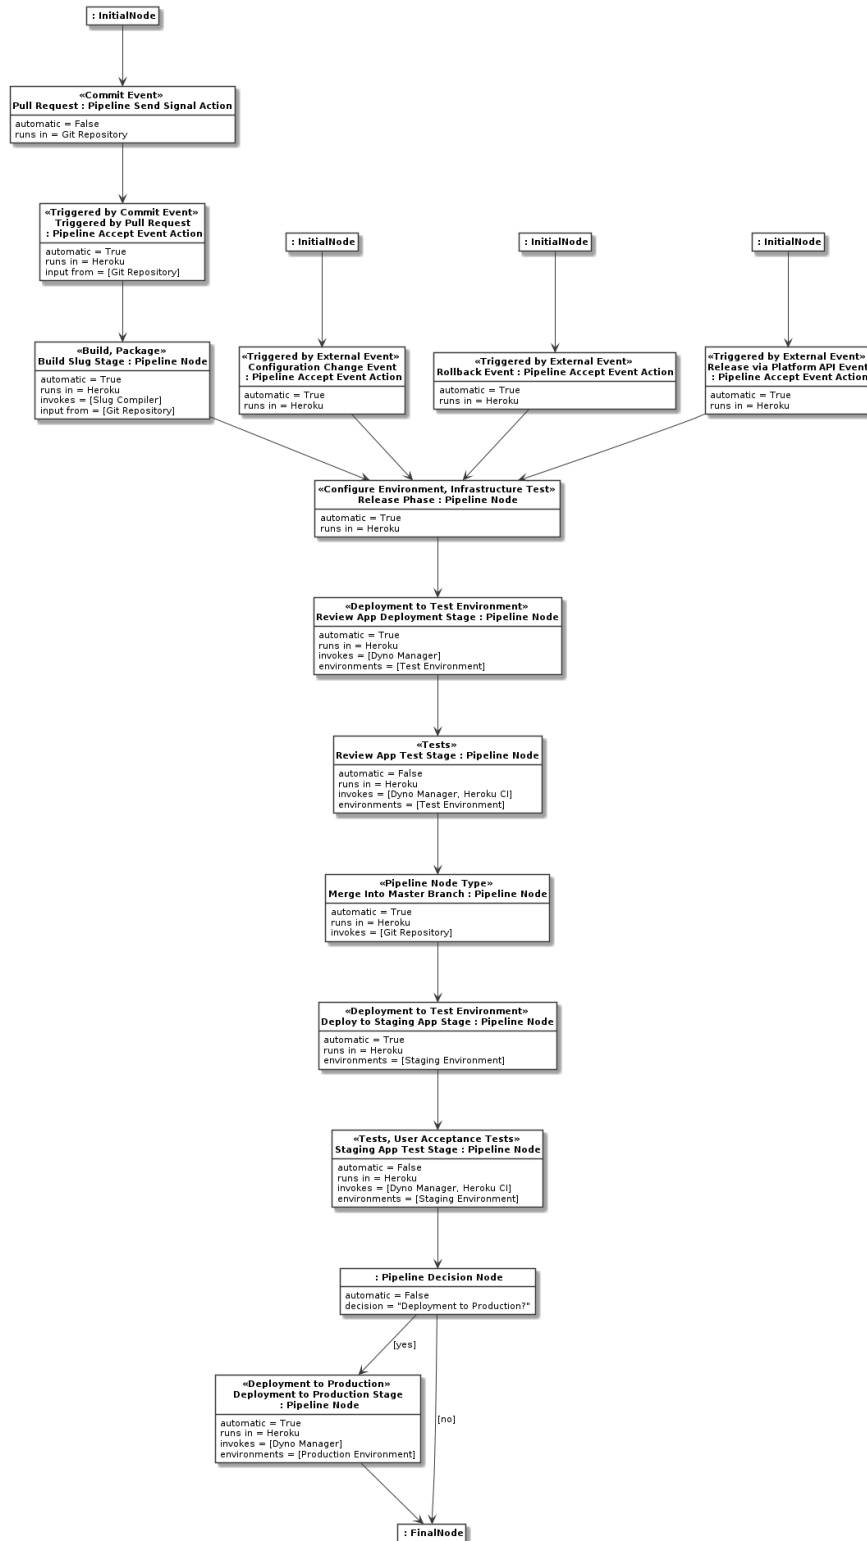 : InitialNode
«Commit Event»
Pull Request : Pipeline Send Signal Action
automatic = False
runs in = Git Repository
«Triggered by Commit Event»
Triggered by Pull Request
: Pipeline Accept Event Action
automatic = True
runs in = Heroku
input from = [Git Repository]
: InitialNode
: InitialNode
: InitialNode
«Build, Package»
Build Slug Stage : Pipeline Node
automatic = True
runs in = Heroku
invokes = [Slug Compiler]
input from = [Git Repository]
«Triggered by External Event»
Configuration Change Event
: Pipeline Accept Event Action
automatic = True
runs in = Heroku
«Triggered by External Event»
Rollback Event : Pipeline Accept Event Action
automatic = True
runs in = Heroku
«Triggered by External Event»
Release via Platform API Event
: Pipeline Accept Event Action
automatic = True
runs in = Heroku
«Configure Environment, Infrastructure Test»
Release Phase : Pipeline Node
automatic = True
runs in = Heroku
«Deployment to Test Environment»
Review App Deployment Stage : Pipeline Node
automatic = True
runs in = Heroku
invokes = [Dyno Manager]
environments = [Test Environment]
«Tests»
Review App Test Stage : Pipeline Node
automatic = False
runs in = Heroku
invokes = [Dyno Manager, Heroku CI]
environments = [Test Environment]
«Pipeline Node Type»
Merge Into Master Branch : Pipeline Node
automatic = True
runs in = Heroku
invokes = [Git Repository]
«Deployment to Test Environment»
Deploy to Staging App Stage : Pipeline Node
automatic = True
runs in = Heroku
environments = [Staging Environment]
«Tests, User Acceptance Tests»
Staging App Test Stage : Pipeline Node
automatic = False
runs in = Heroku
invokes = [Dyno Manager, Heroku CI]
environments = [Staging Environment]
: Pipeline Decision Node
automatic = False
decision = "Deployment to Production?"
[yes]
«Deployment to Production»
Deployment to Production Stage
: Pipeline Node
automatic = True
runs in = Heroku
invokes = [Dyno Manager]
environments = [Production Environment]
[no]
: FinalNode